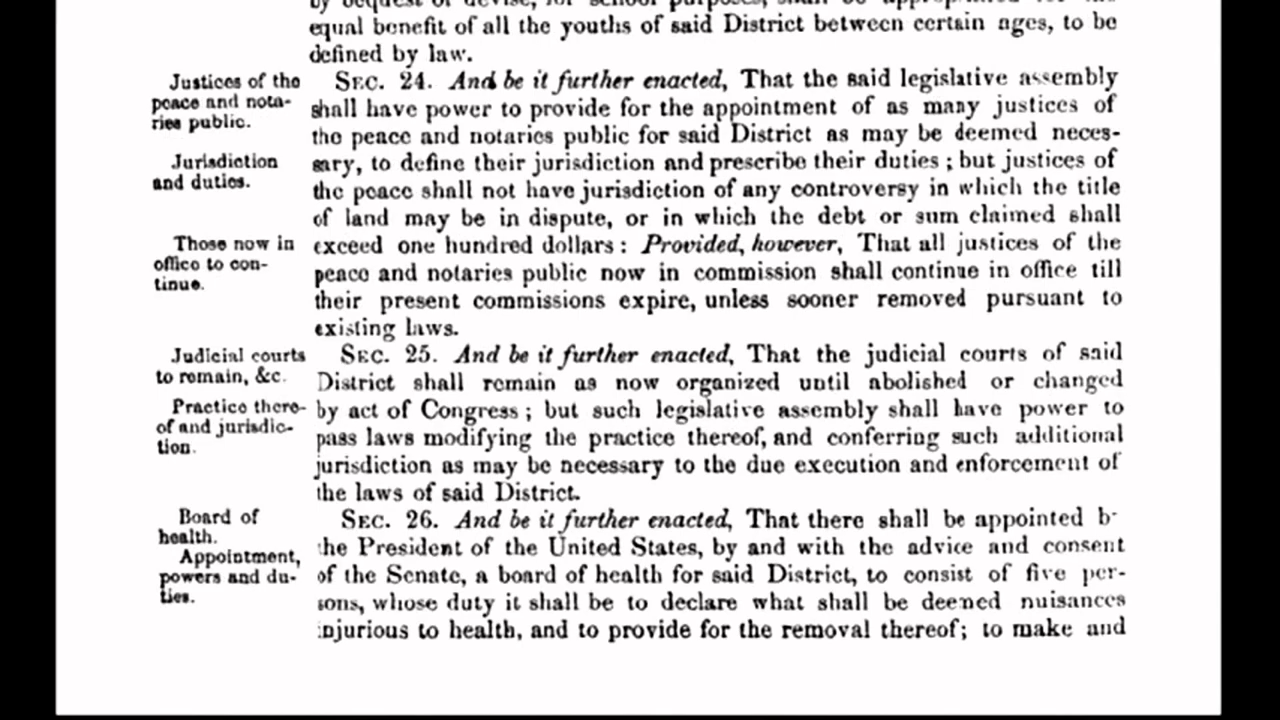 equal benefit of all the youths of said District between certain ages, to be
defined by law.
Justices of the
peace and nota-
ries public.
SEC. 24. And be it further enacted, That the said legislative assembly
shall have power to provide for the appointment of as many justices of
the peace and notaries public for said District as may be deemed neces-
Jurisdiction
and duties.
sary, to define their jurisdiction and prescribe their duties ; but justices of
the peace shall not have jurisdiction of any controversy in which the title
of land may be in dispute, or in which the debt or sum claimed shall
Those now in
office to con-
tinue.
exceed one hundred dollars : Provided, however, That all justices of the
peace and notaries public now in commission shall continue in office till
their present commissions expire, unless sooner removed pursuant to
existing laws.
Judicial courts
to remain, &c.
SEC. 25. And be it further enacted, That the judicial courts of said
District shall remain as now organized until abolished or changed
Practice there-
of and jurisdic-
tion.
by act of Congress ; but such legislative assembly shall have power to
pass laws modifying the practice thereof, and conferring such additional
jurisdiction as may be necessary to the due execution and enforcement of
the laws of said District.
Board of
health.
Appointment,
powers and du-
ties.
SEC. 26. And be it further enacted, That there shall be appointed
the President of the United States, by and with the advice and consent
of the Senate, a board of health for said District, to consist of five per-
sons, whose duty it shall be to declare what shall be deemed nuisances
injurious to health, and to provide for the removal thereof; to make and